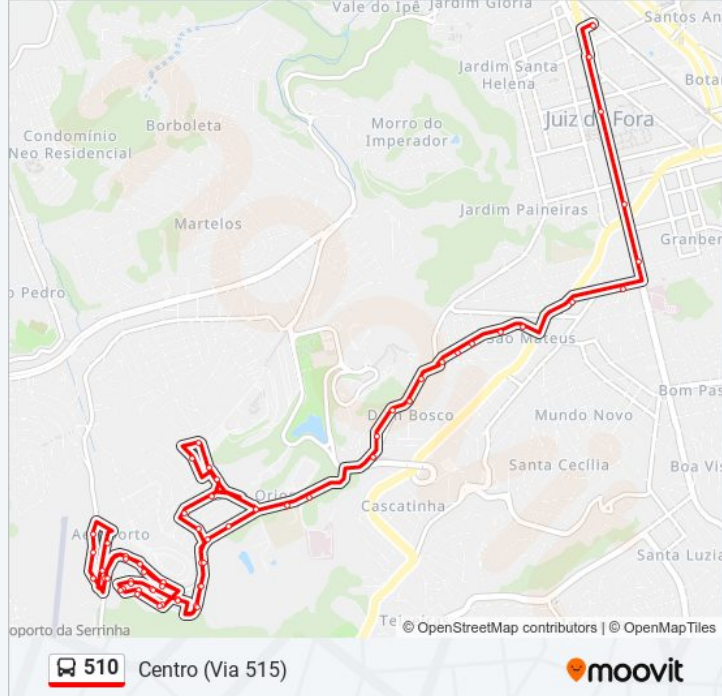 Vale do Ipê
Jardim Glória
Santos An
Jardim Santa
Helena
Bota
Condomínio
Neo Residencial
Borboleta
Morro do
Imperador
Juiz de Fora
Martelos
Jardim Paineiras
Granber
o Pedro
São Mateus
Bom Pas
Dom Bosco
Mundo Novo
Santa Cecília
Boa Vis
Cascatinha
Aeroporto
Santa Luzia
oporto da Serrinha
© OpenStreetMap contributors | © OpenMapTiles
510
Centro (Via 515)
moovit